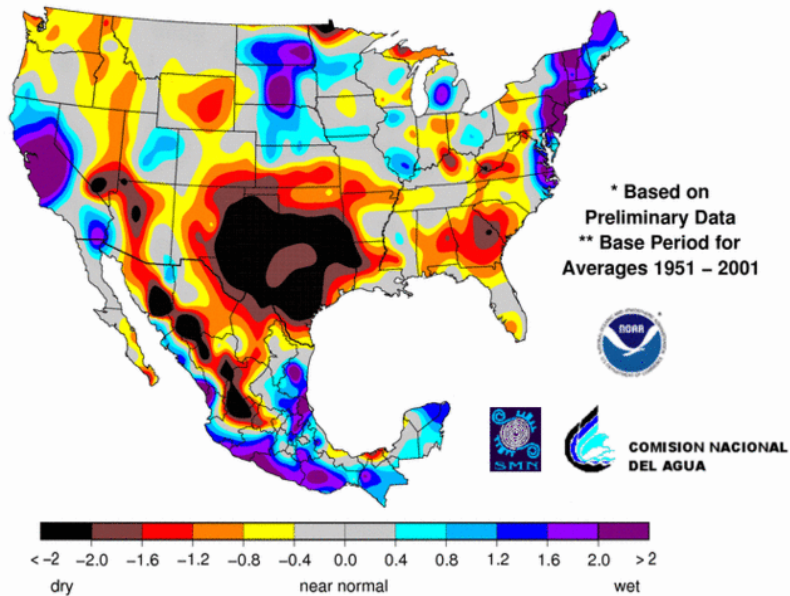 * Based on
Preliminary Data
** Base Period for
Averages 1951 – 2001
NOAA
SMN
COMISION NACIONAL
DEL AGUA
< -2 -2.0 -1.6 -1.2 -0.8 -0.4 0.0 0.4 0.8 1.2 1.6 2.0 > 2
dry near normal wet